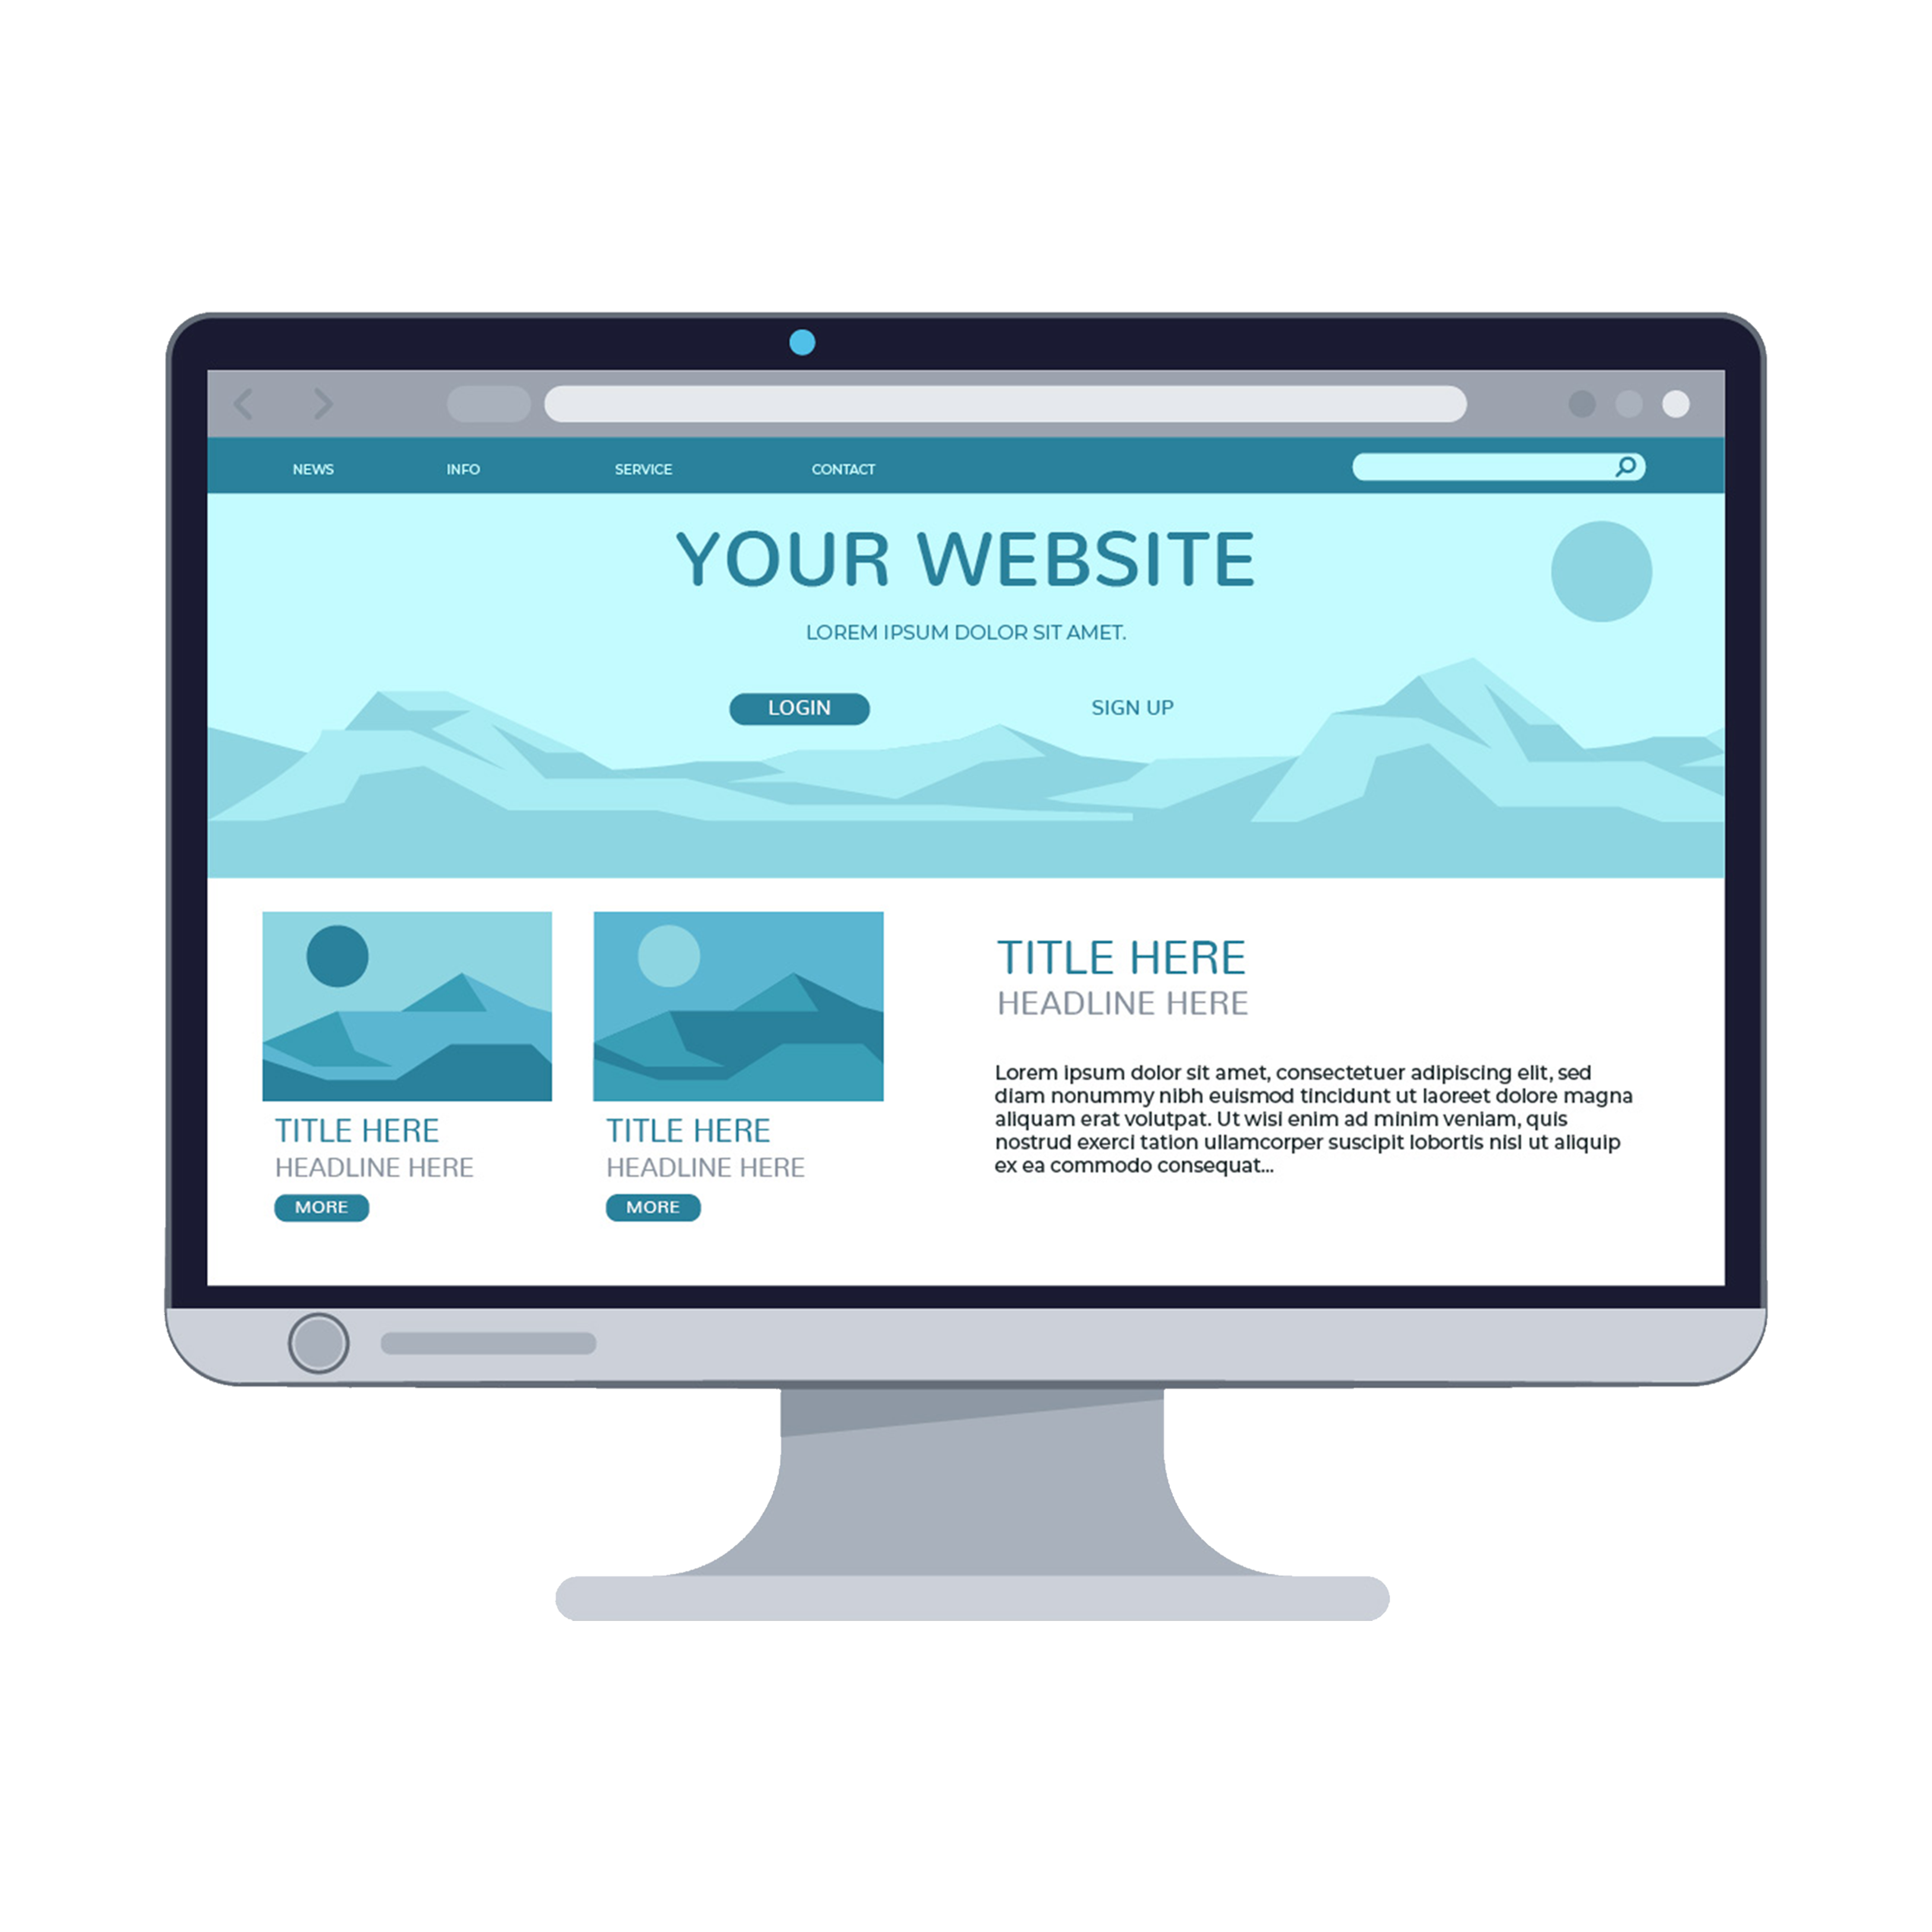 NEWS INFO SERVICE CONTACT
YOUR WEBSITE
LOREM IPSUM DOLOR SIT AMET.
LOGIN SIGN UP
TITLE HERE
HEADLINE HERE
MORE
TITLE HERE
HEADLINE HERE
MORE
TITLE HERE
HEADLINE HERE
Lorem ipsum dolor sit amet, consectetuer adipiscing elit, sed
diam nonummy nibh euismod tincidunt ut laoreet dolore magna
aliquam erat volutpat. Ut wisi enim ad minim veniam, quis
nostrud exerci tation ullamcorper suscipit lobortis nisl ut aliquip
ex ea commodo consequat...